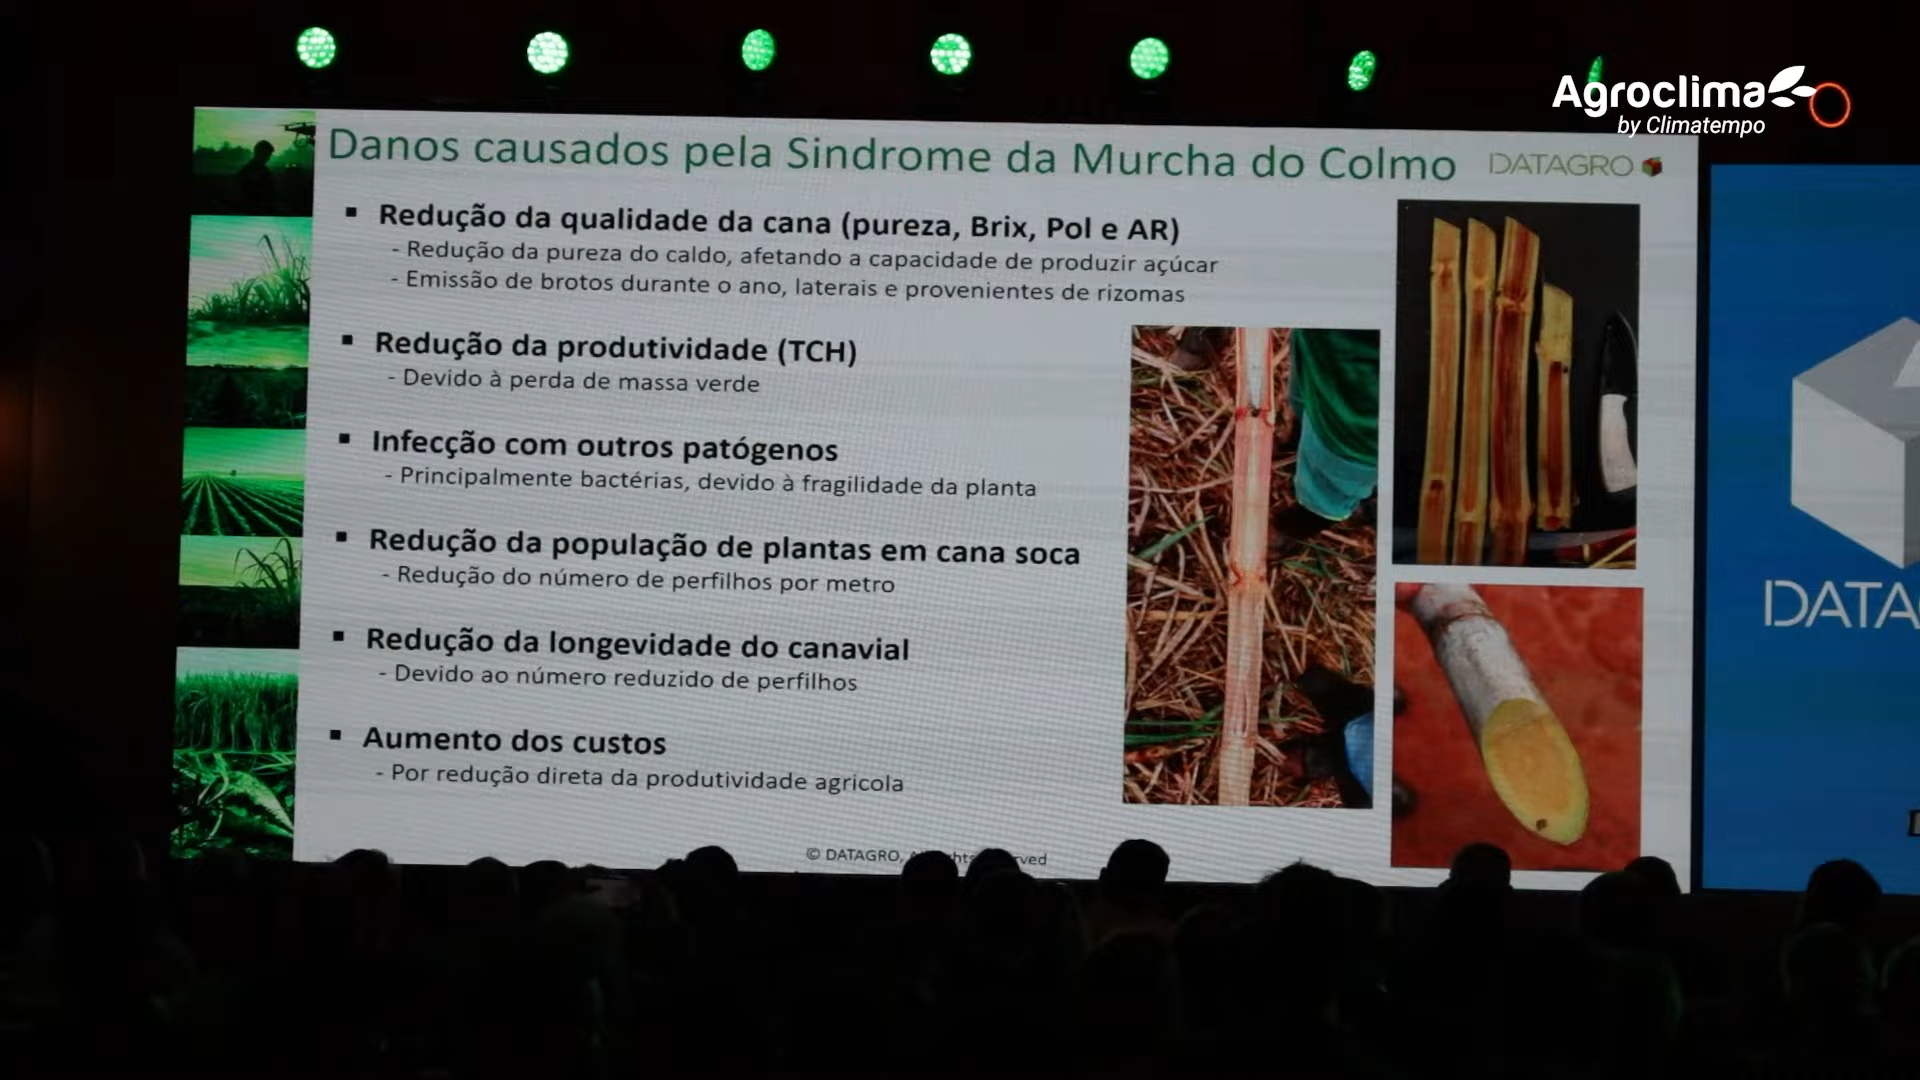 Agroclima
by Climatempo
Danos causados pela Sindrome da Murcha do Colmo
DATAGRO
▪ Redução da qualidade da cana (pureza, Brix, Pol e AR)
- Redução da pureza do caldo, afetando a capacidade de produzir açúcar
- Emissão de brotos durante o ano, laterais e provenientes de rizomas
▪ Redução da produtividade (TCH)
- Devido à perda de massa verde
▪ Infecção com outros patógenos
- Principalmente bactérias, devido à fragilidade da planta
▪ Redução da população de plantas em cana soca
- Redução do número de perfilhos por metro
▪ Redução da longevidade do canavial
- Devido ao número reduzido de perfilhos
▪ Aumento dos custos
- Por redução direta da produtividade agricola
© DATAGRO,
DATA